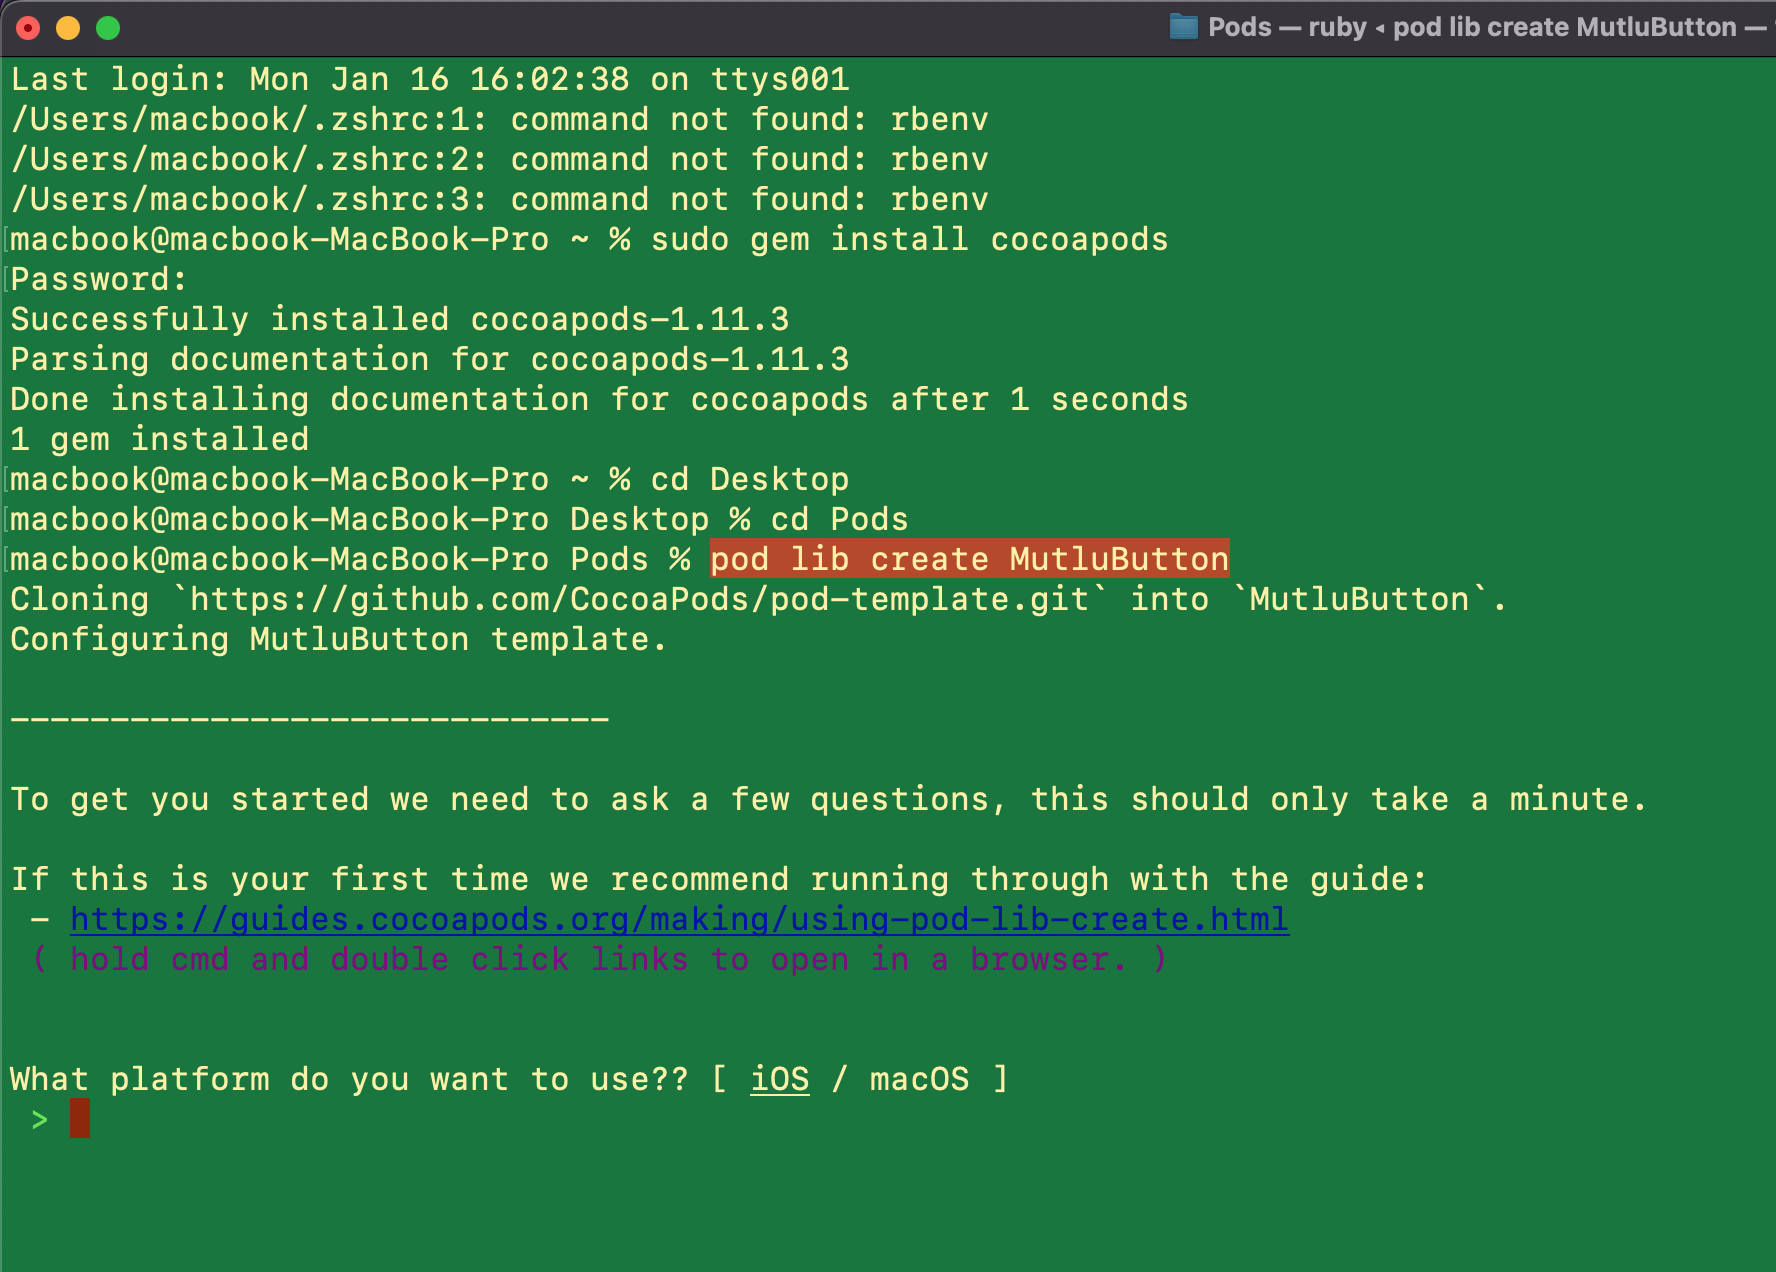 Pods — ruby ◂ pod lib create MutluButton —
Last login: Mon Jan 16 16:02:38 on ttys001
/Users/macbook/.zshrc:1: command not found: rbenv
/Users/macbook/.zshrc:2: command not found: rbenv
/Users/macbook/.zshrc:3: command not found: rbenv
macbook@macbook-MacBook-Pro ~ % sudo gem install cocoapods
Password:
Successfully installed cocoapods-1.11.3
Parsing documentation for cocoapods-1.11.3
Done installing documentation for cocoapods after 1 seconds
1 gem installed
macbook@macbook-MacBook-Pro ~ % cd Desktop
macbook@macbook-MacBook-Pro Desktop % cd Pods
macbook@macbook-MacBook-Pro Pods % pod lib create MutluButton
Cloning `https://github.com/CocoaPods/pod-template.git` into `MutluButton`.
Configuring MutluButton template.
------------------------------
To get you started we need to ask a few questions, this should only take a minute.
If this is your first time we recommend running through with the guide:
 - https://guides.cocoapods.org/making/using-pod-lib-create.html
 ( hold cmd and double click links to open in a browser. )
What platform do you want to use?? [ iOS / macOS ]
 >